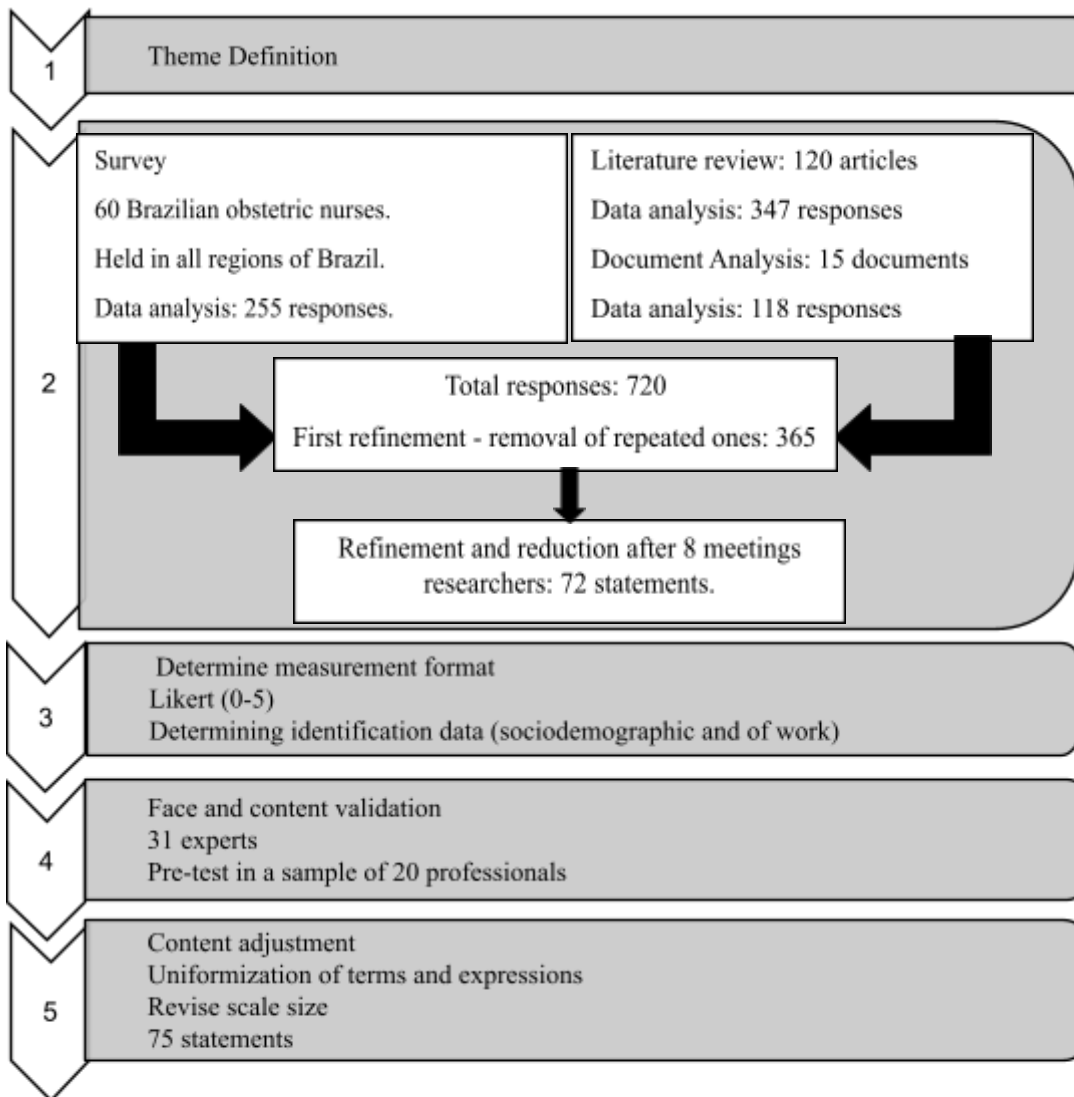 1
Theme Definition
2
Survey
60 Brazilian obstetric nurses.
Held in all regions of Brazil.
Data analysis: 255 responses.
Literature review: 120 articles
Data analysis: 347 responses
Document Analysis: 15 documents
Data analysis: 118 responses
Total responses: 720
First refinement - removal of repeated ones: 365
Refinement and reduction after 8 meetings
researchers: 72 statements.
3
Determine measurement format
Likert (0-5)
Determining identification data (sociodemographic and of work)
4
Face and content validation
31 experts
Pre-test in a sample of 20 professionals
5
Content adjustment
Uniformization of terms and expressions
Revise scale size
75 statements